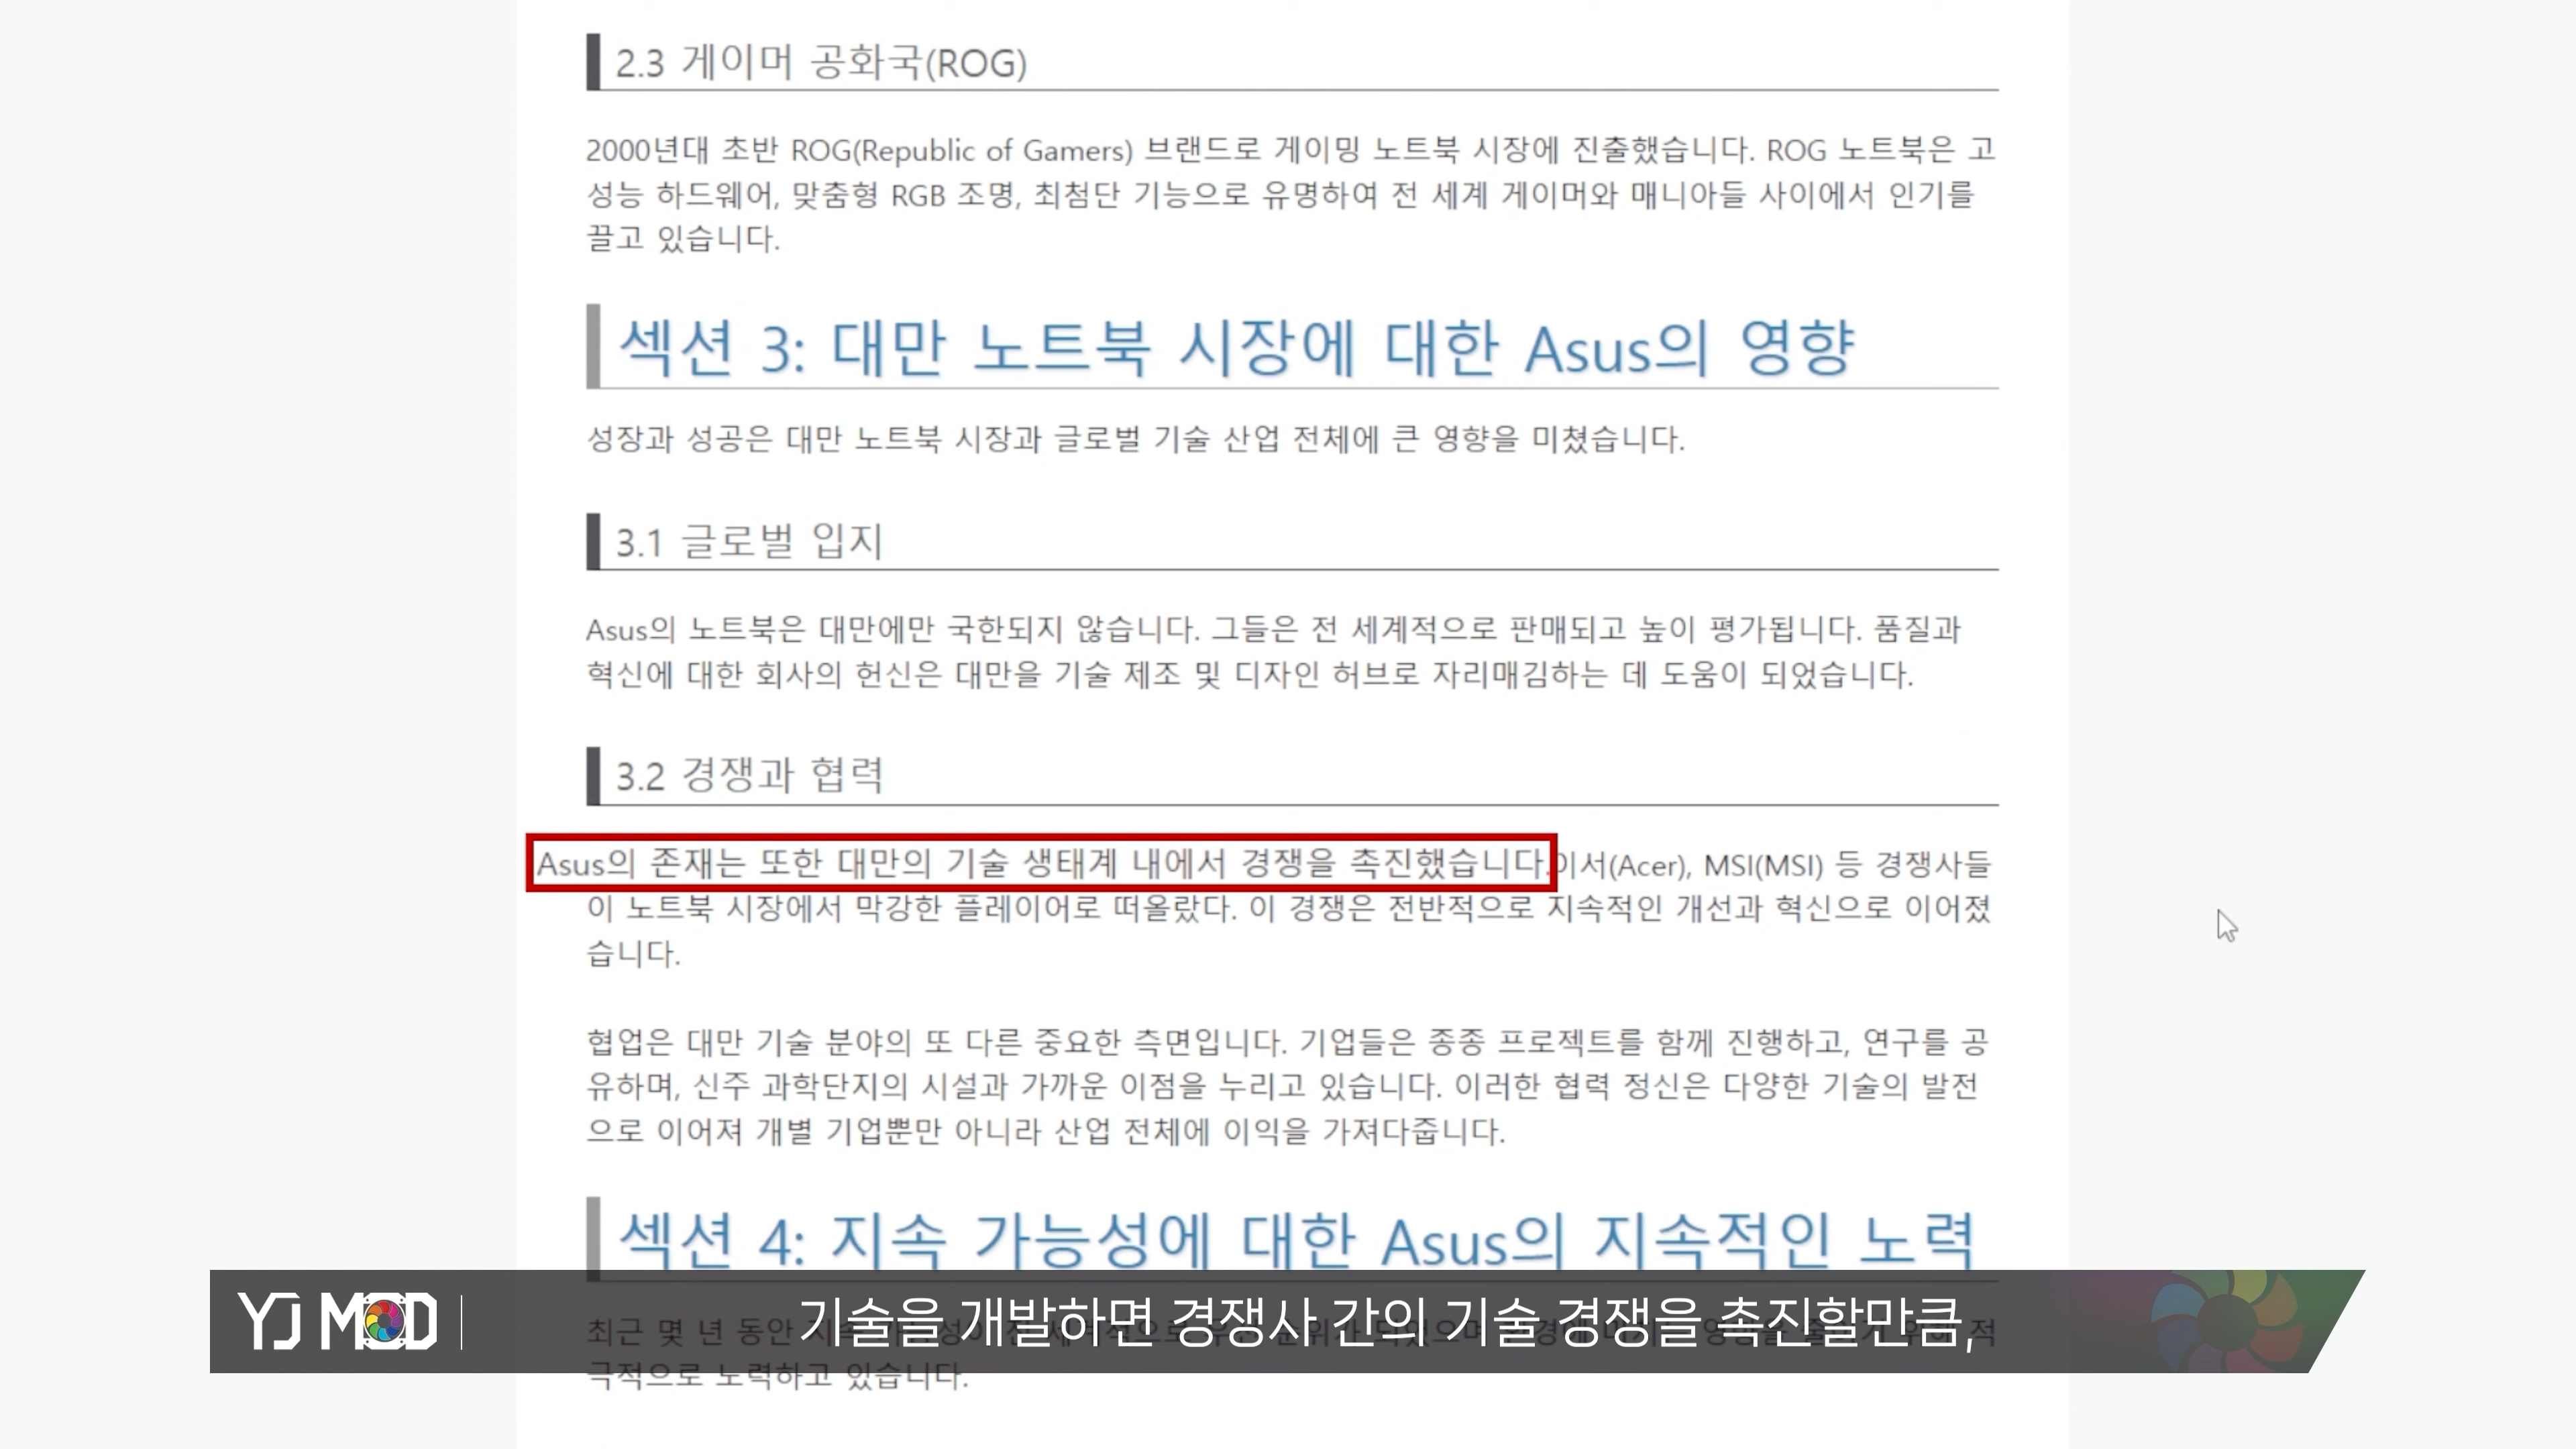 2.3 게이머 공화국(ROG)
2000년대 초반 ROG(Republic of Gamers) 브랜드로 게이밍 노트북 시장에 진출했습니다. ROG 노트북은 고
성능 하드웨어, 맞춤형 RGB 조명, 최첨단 기능으로 유명하여 전 세계 게이머와 매니아들 사이에서 인기를
끌고 있습니다.
섹션 3: 대만 노트북 시장에 대한 Asus의 영향
성장과 성공은 대만 노트북 시장과 글로벌 기술 산업 전체에 큰 영향을 미쳤습니다.
3.1 글로벌 입지
Asus의 노트북은 대만에만 국한되지 않습니다. 그들은 전 세계적으로 판매되고 높이 평가됩니다. 품질과
혁신에 대한 회사의 헌신은 대만을 기술 제조 및 디자인 허브로 자리매김하는 데 도움이 되었습니다.
3.2 경쟁과 협력
Asus의 존재는 또한 대만의 기술 생태계 내에서 경쟁을 촉진했습니다.이서(Acer), MSI(MSI) 등 경쟁사들
이 노트북 시장에서 막강한 플레이어로 떠올랐다. 이 경쟁은 전반적으로 지속적인 개선과 혁신으로 이어졌
습니다.
협업은 대만 기술 분야의 또 다른 중요한 측면입니다. 기업들은 종종 프로젝트를 함께 진행하고, 연구를 공
유하며, 신주 과학단지의 시설과 가까운 이점을 누리고 있습니다. 이러한 협력 정신은 다양한 기술의 발전
으로 이어져 개별 기업뿐만 아니라 산업 전체에 이익을 가져다줍니다.
섹션 4: 지속 가능성에 대한 Asus의 지속적인 노력
YJ MOD
기술을 개발하면 경쟁사 간의 기술 경쟁을 촉진할만큼,
최근 몇 년 동안 적
극적으로 노력하고 있습니다.